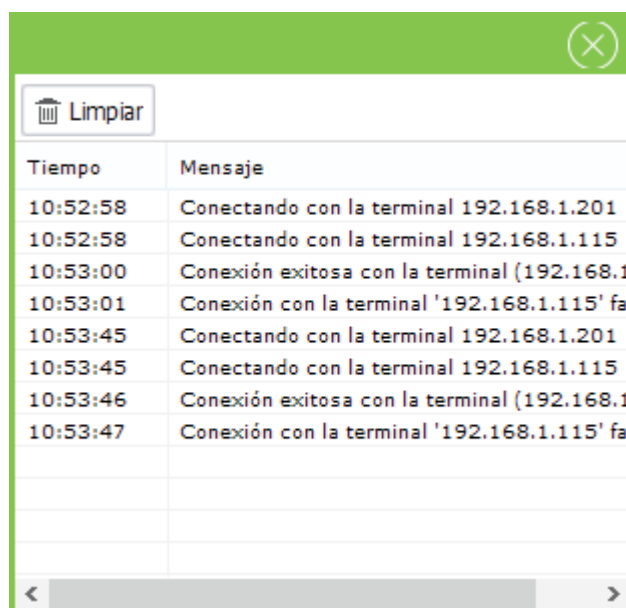 Limpiar
Tiempo Mensaje
10:52:58 Conectando con la terminal 192.168.1.201
10:52:58 Conectando con la terminal 192.168.1.115
10:53:00 Conexión exitosa con la terminal (192.168.1
10:53:01 Conexión con la terminal '192.168.1.115' fa
10:53:45 Conectando con la terminal 192.168.1.201
10:53:45 Conectando con la terminal 192.168.1.115
10:53:46 Conexión exitosa con la terminal (192.168.1
10:53:47 Conexión con la terminal '192.168.1.115' fa